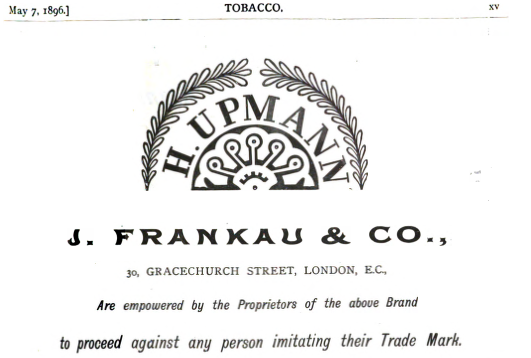 May 7, 1896.] TOBACCO. xv
H. UPMANN
J. FRANKAU & CO.,
30, GRACECHURCH STREET, LONDON, E.C.,
Are empowered by the Proprietors of the above Brand
to proceed against any person imitating their Trade Mark.